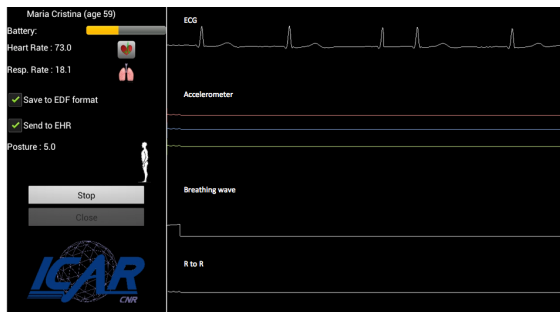 Maria Cristina (age 59)
Battery:
Heart Rate : 73.0
Resp. Rate : 18.1
Save to EDF format
Send to EHR
Posture : 5.0
Stop
Close
ICAR
CNR
ECG
Accelerometer
Breathing wave
R to R